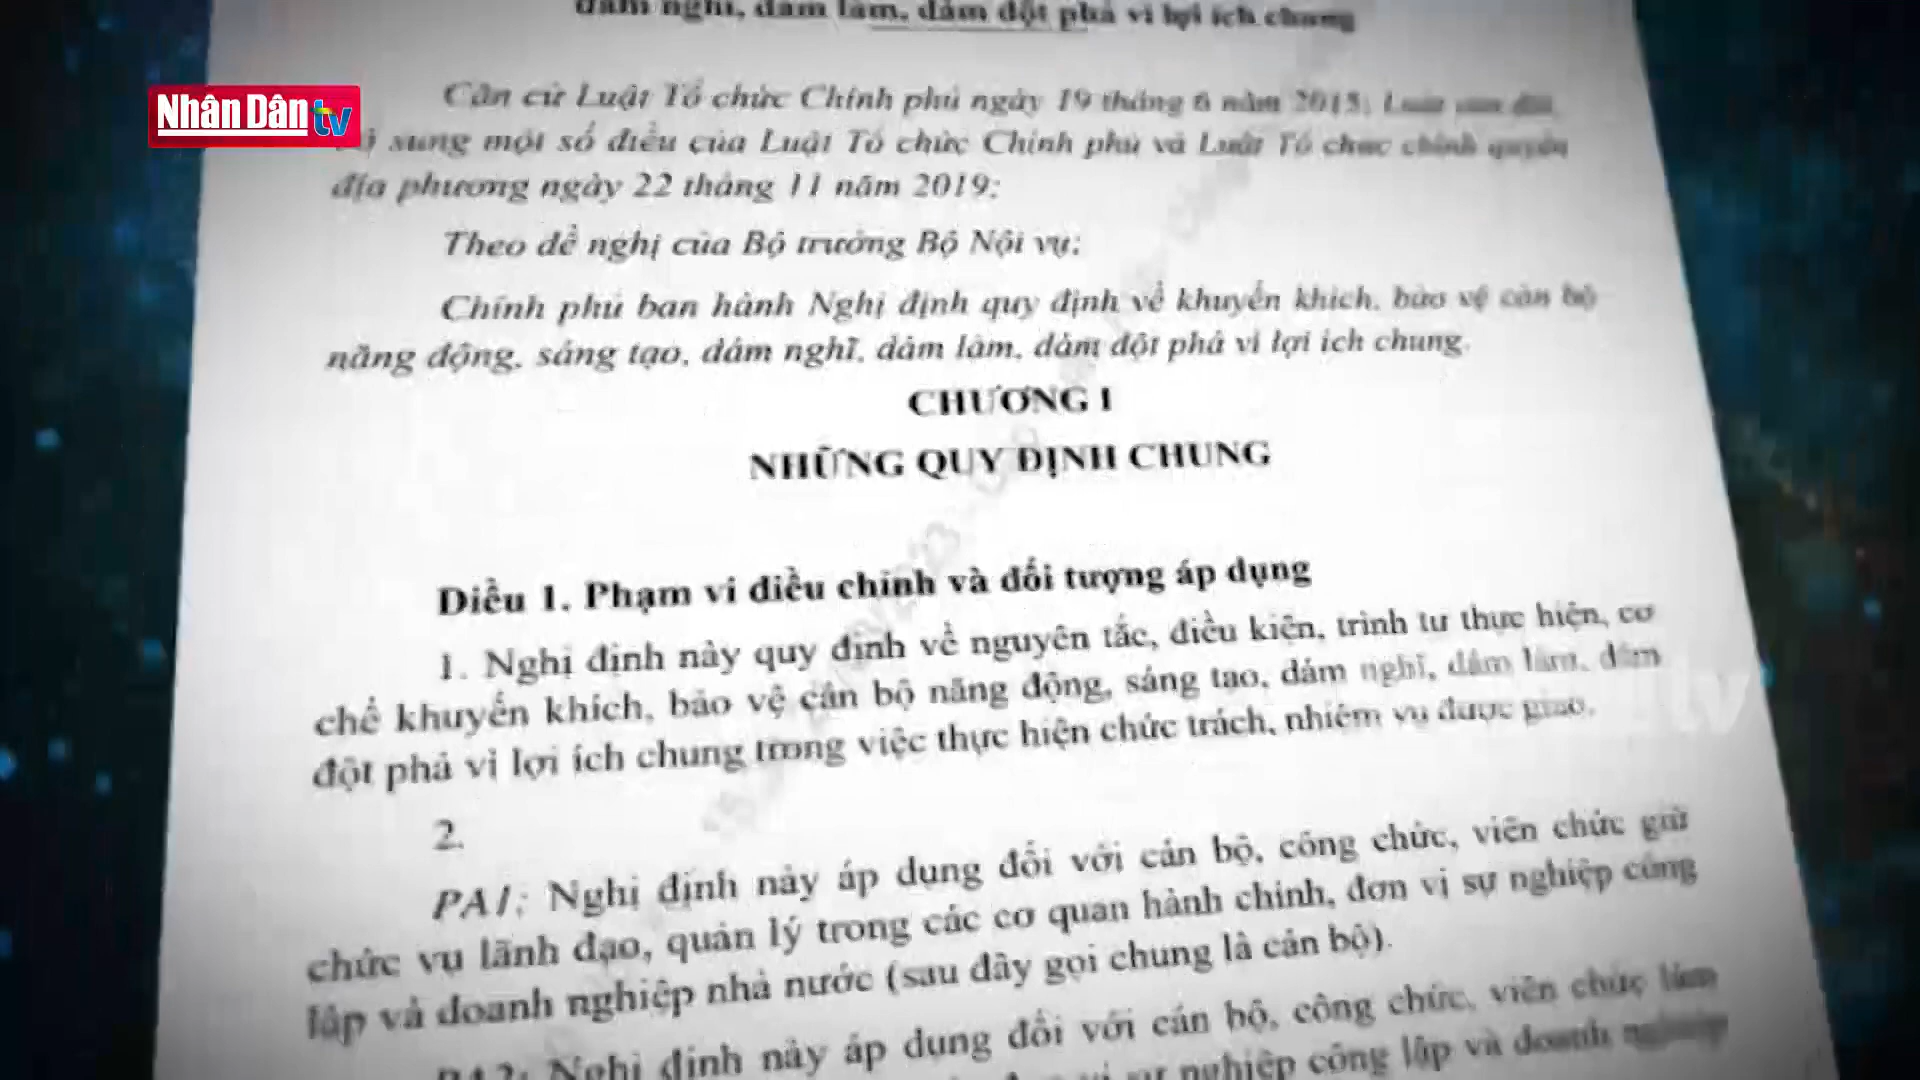 dám nghĩ, dám làm, dám đột phá vì lợi ích chung
Nhân Dân tv
Căn cứ Luật Tổ chức Chính phủ ngày 19 tháng 6 năm 2015; Luật sửa đổi,
sung một số điều của Luật Tổ chức Chính phủ và Luật Tổ chức chính quyền
địa phương ngày 22 tháng 11 năm 2019;
Theo đề nghị của Bộ trưởng Bộ Nội vụ;
Chính phủ ban hành Nghị định quy định về khuyến khích, bảo vệ cán bộ
năng động, sáng tạo, dám nghĩ, dám làm, dám đột phá vì lợi ích chung.
CHƯƠNG I
NHỮNG QUY ĐỊNH CHUNG
Điều 1. Phạm vi điều chỉnh và đối tượng áp dụng
1. Nghị định này quy định về nguyên tắc, điều kiện, trình tự thực hiện, cơ
chế khuyến khích, bảo vệ cán bộ năng động, sáng tạo, dám nghĩ, dám làm, dám
đột phá vì lợi ích chung trong việc thực hiện chức trách, nhiệm vụ được giao.
tv
2.
PA1: Nghị định này áp dụng đối với cán bộ, công chức, viên chức giữ
chức vụ lãnh đạo, quản lý trong các cơ quan hành chính, đơn vị sự nghiệp công
lập và doanh nghiệp nhà nước (sau đây gọi chung là cán bộ).
PA2: Nghị định này áp dụng đối với cán bộ, công chức, viên chức làm
vị sự nghiệp công lập và doanh nghiệp